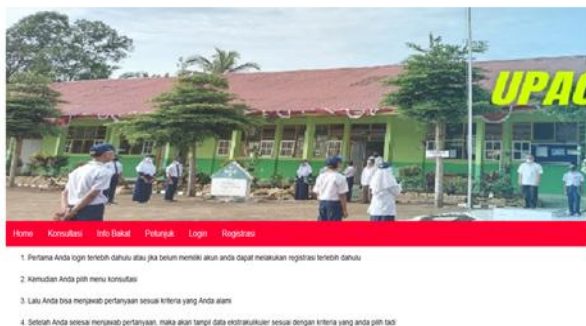 UPAC
Home Konsultasi Info Bakat Petunjuk Login Registrasi
1. Pertama Anda login terlebih dahulu atau jika belum memiliki akun anda dapat melakukan registrasi terlebih dahulu
2. Kemudian Anda pilih menu konsultasi
3. Lalu Anda bisa menjawab pertanyaan sesuai kriteria yang Anda alami
4. Setelah Anda selesai menjawab pertanyaan, maka akan tampil data ekstrakulikuler sesuai dengan kriteria yang anda pilih tadi